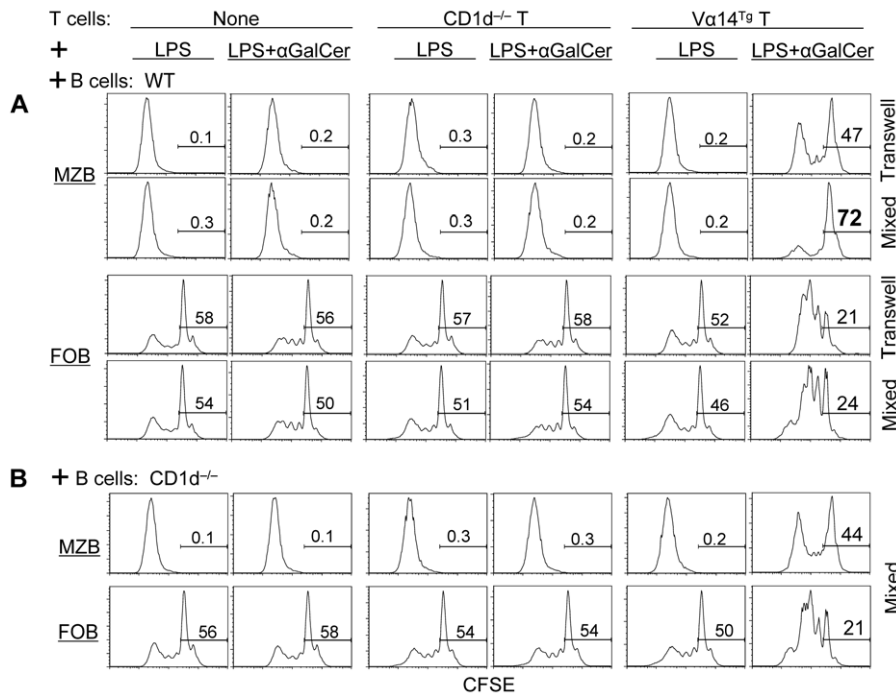 T cells: None CD1d–/– T Vα14Tg T
+ LPS LPS+αGalCer LPS LPS+αGalCer LPS LPS+αGalCer
+ B cells: WT
A
MZB 0.1 0.2 0.3 0.2 0.2 47 Transwell
0.3 0.2 0.3 0.2 0.2 72 Mixed
FOB 58 56 57 58 52 21 Transwell
54 50 51 54 46 24 Mixed
B + B cells: CD1d–/–
MZB 0.1 0.1 0.3 0.3 0.2 44
FOB 56 58 54 54 50 21
Mixed
CFSE